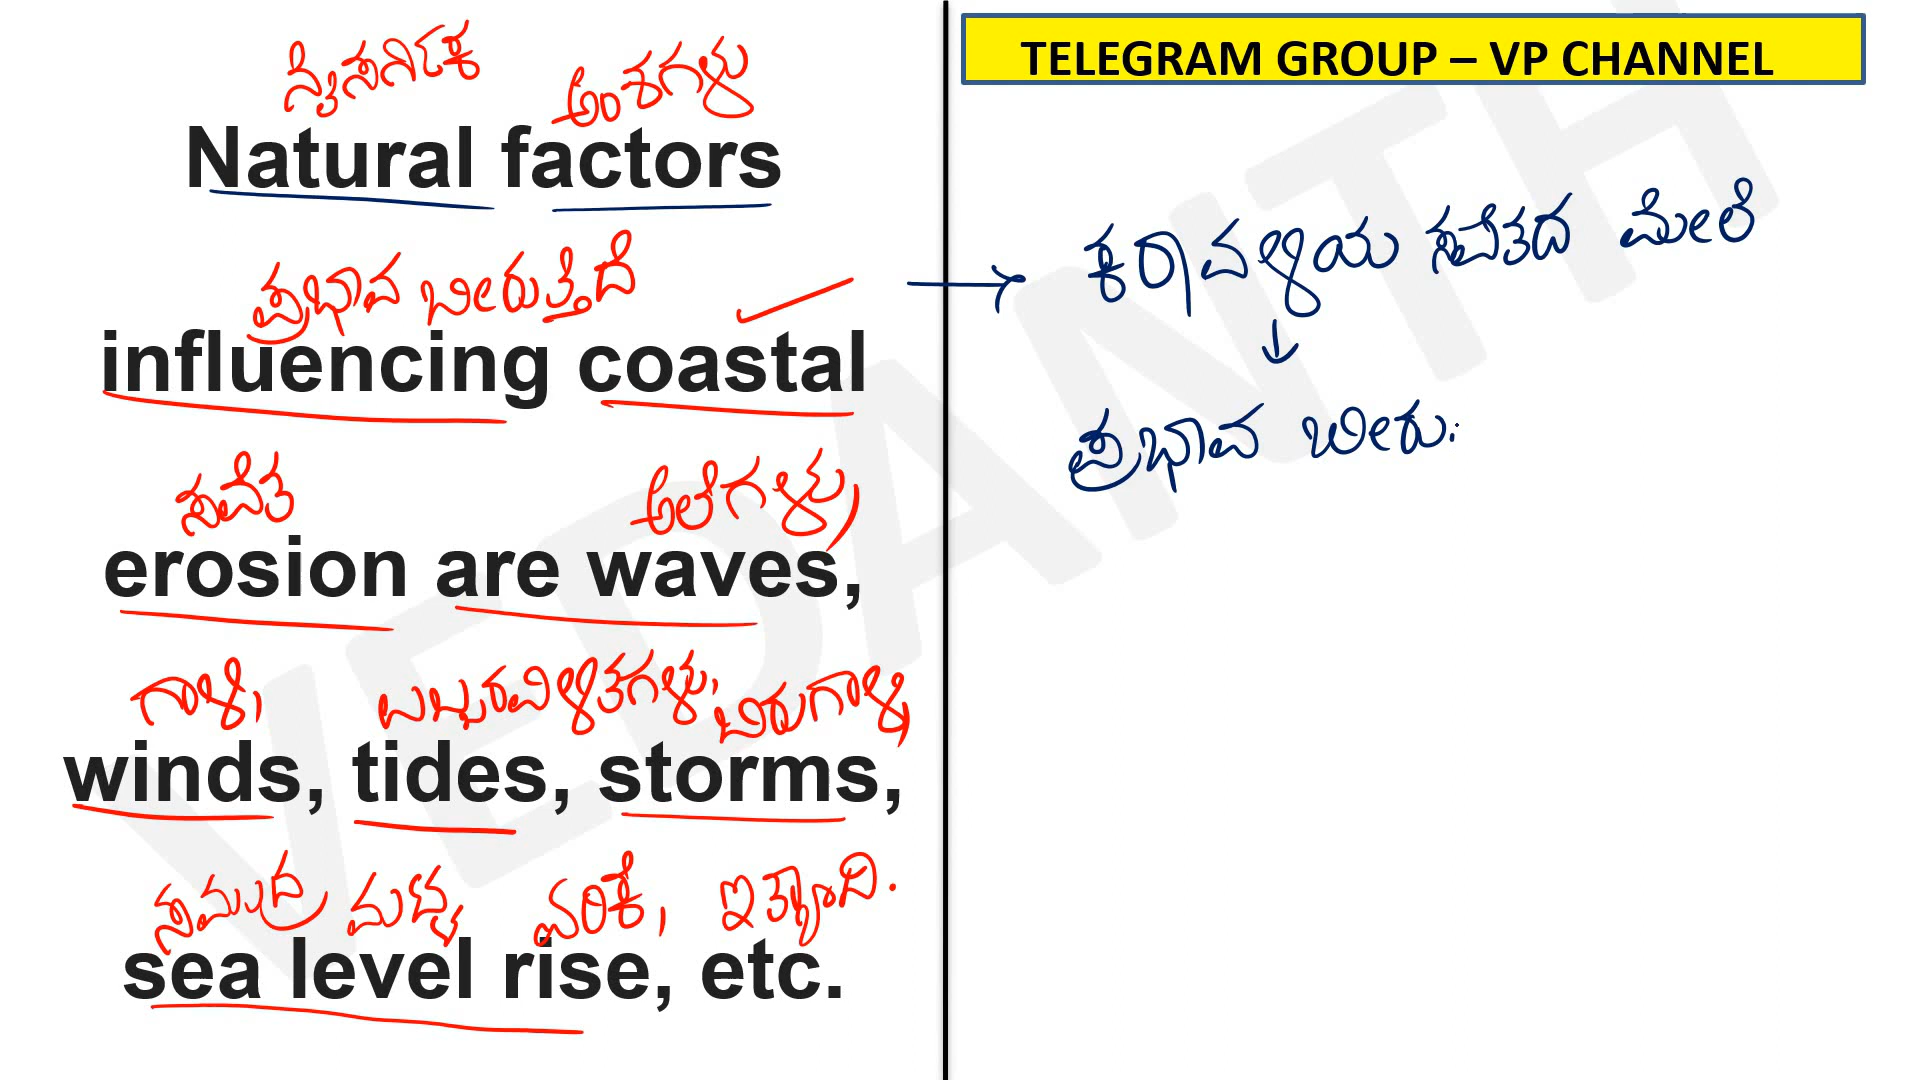 ನೈಸರ್ಗಿಕ ಅಂಶಗಳು
Natural factors
ಪ್ರಭಾವ ಬೀರುತ್ತದೆ
influencing coastal
ಸವೆತ ಅಲೆಗಳು,
erosion are waves,
ಗಾಳಿ, ಉಬ್ಬರವಿಳಿತಗಳು, ಬಿರುಗಾಳಿ,
winds, tides, storms,
ಸಮುದ್ರ ಮಟ್ಟ ಏರಿಕೆ, ಇತ್ಯಾದಿ.
sea level rise, etc.
TELEGRAM GROUP – VP CHANNEL
→ ಕರಾವಳಿಯ ಸವೆತದ ಮೇಲೆ
↓
ಪ್ರಭಾವ ಬೀರು
VEDANTH